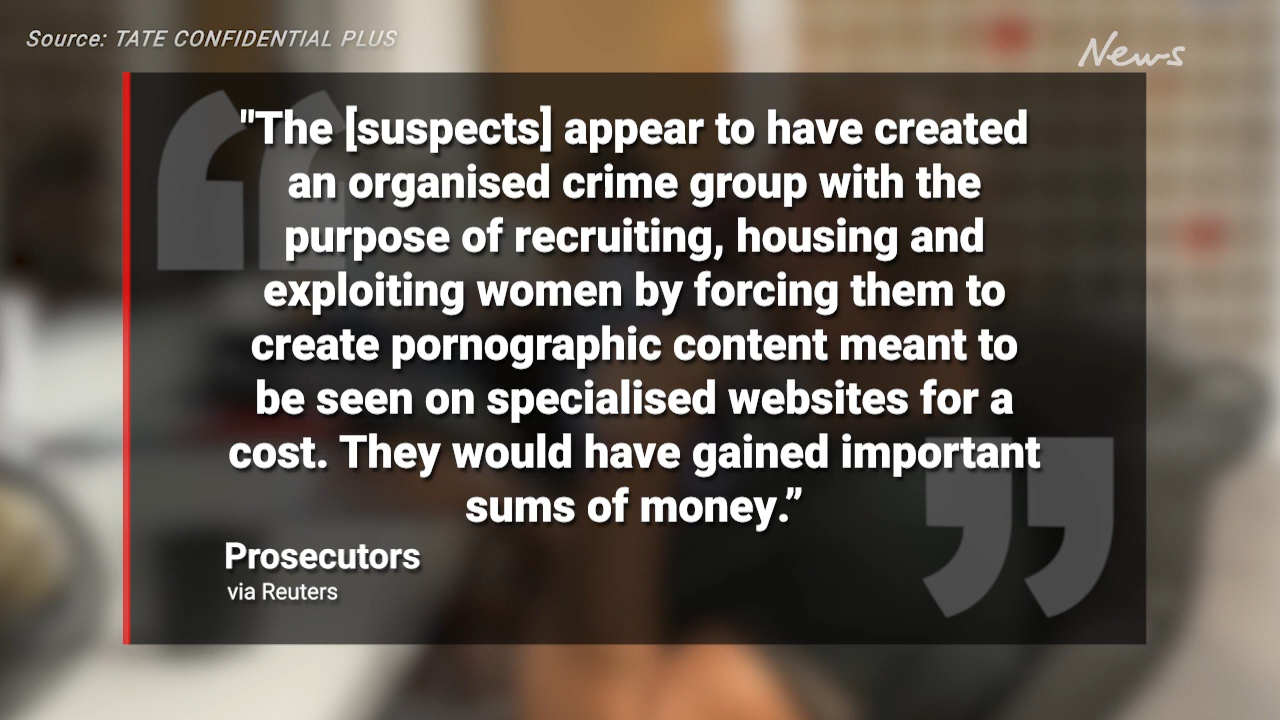 Source: TATE CONFIDENTIAL PLUS
News
"The [suspects] appear to have created
an organised crime group with the
purpose of recruiting, housing and
exploiting women by forcing them to
create pornographic content meant to
be seen on specialised websites for a
cost. They would have gained important
sums of money.”
Prosecutors
via Reuters